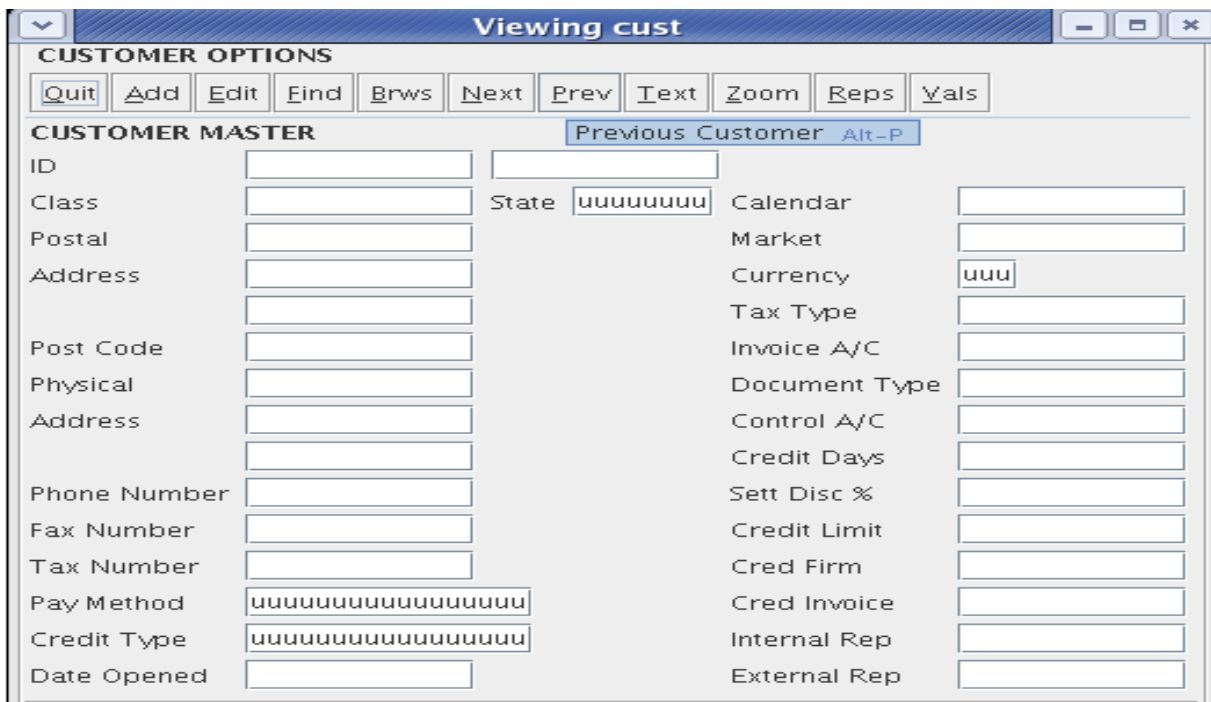 Viewing cust
CUSTOMER OPTIONS
Quit Add Edit Find Brws Next Prev Text Zoom Reps Vals
CUSTOMER MASTER Previous Customer Alt-P
ID
Class State uuuuuuuu Calendar
Postal Market
Address Currency uuu
Tax Type
Post Code Invoice A/C
Physical Document Type
Address Control A/C
Credit Days
Phone Number Sett Disc %
Fax Number Credit Limit
Tax Number Cred Firm
Pay Method uuuuuuuuuuuuuuuuu Cred Invoice
Credit Type uuuuuuuuuuuuuuuuu Internal Rep
Date Opened External Rep